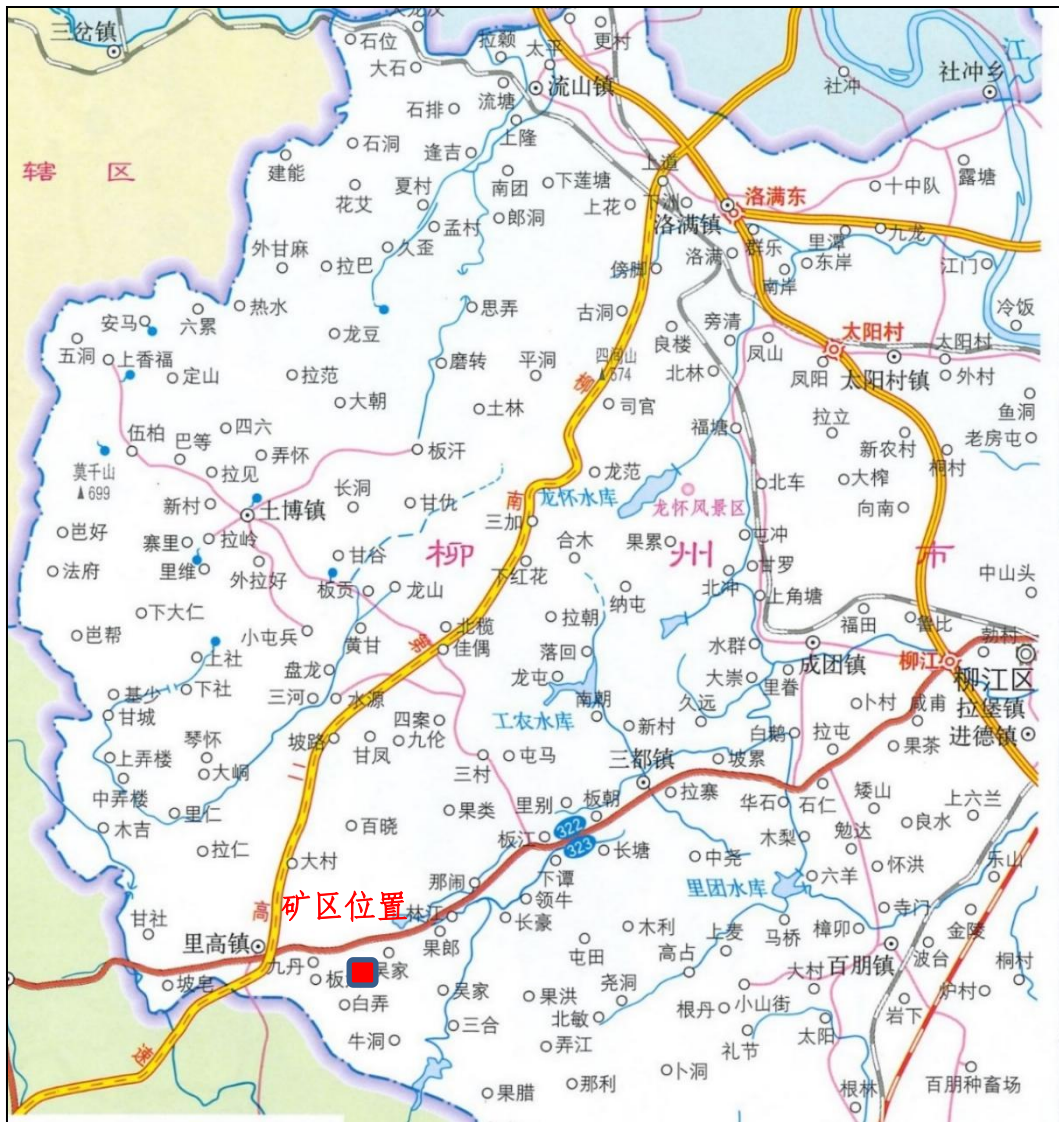 三岔镇
石位
拉赖
太平
更村
大石
流塘
流山镇
社冲
社冲乡
江
石排
上隆
石洞
逢吉
建能
辖 区
夏村
南团
下莲塘
上道
十中队
露塘
花艾
郎洞
上花
下洲
洛满东
洛满镇
孟村
外甘麻
久歪
群乐
里潭
九龙
拉巴
傍脚
洛满
东岸
江门
南岸
热水
思弄
安马
六累
古洞
旁清
冷饭
五洞
龙豆
良楼
太阳村
上香福
磨转
平洞
四闯山
▲574
凤山
太阳村
定山
拉范
北林
凤阳
太阳村镇
外村
柳
大朝
土林
司官
鱼洞
伍柏
巴等
四六
拉立
福塘
新农村
老房屯
弄怀
板汗
桐村
莫千山
▲699
拉见
龙范
北车
大榨
长洞
新村
甘仇
南
龙怀水库
龙怀风景区
向南
土博镇
三加
岜好
寨里
拉岭
柳
合木
果累
州
屯冲
市
甘谷
法府
里维
外拉好
下红花
甘罗
中山头
板贡
龙山
北冲
纳屯
上角塘
下大仁
拉朝
福田
鲁比
岜帮
小屯兵
黄甘
北榄
第
水群
勃村
上社
佳偶
落回
成团镇
柳江
盘龙
龙屯
大崇
里眷
柳江区
基少
下社
三河
水源
南朝
久远
卜村
咸甫
拉堡镇
甘城
四案
工农水库
新村
白鹅
进德镇
琴怀
坡路
甘凤
九伦
拉屯
果茶
上弄楼
大峒
二
三村
屯马
三都镇
坡累
中弄楼
果类
里别
板朝
拉寨
华石
石仁
矮山
上六兰
里仁
木吉
百晓
板江
322
木梨
勉达
良水
323
拉仁
长塘
中尧
大村
下谭
怀洪
乐山
那闹
里团水库
六羊
领牛
高
矿区位置
甘社
林江
长豪
木利
寺门
上麦
马桥
金陵
里高镇
果郎
樟卯
屯田
高占
百朋镇
波台
桐村
九丹
吴家
大村
坡皂
吴家
尧洞
白弄
果洪
小山街
炉村
根丹
三合
北敏
岩下
牛洞
太阳
速
弄江
礼节
卜洞
那利
果腊
百朋种畜场
根林